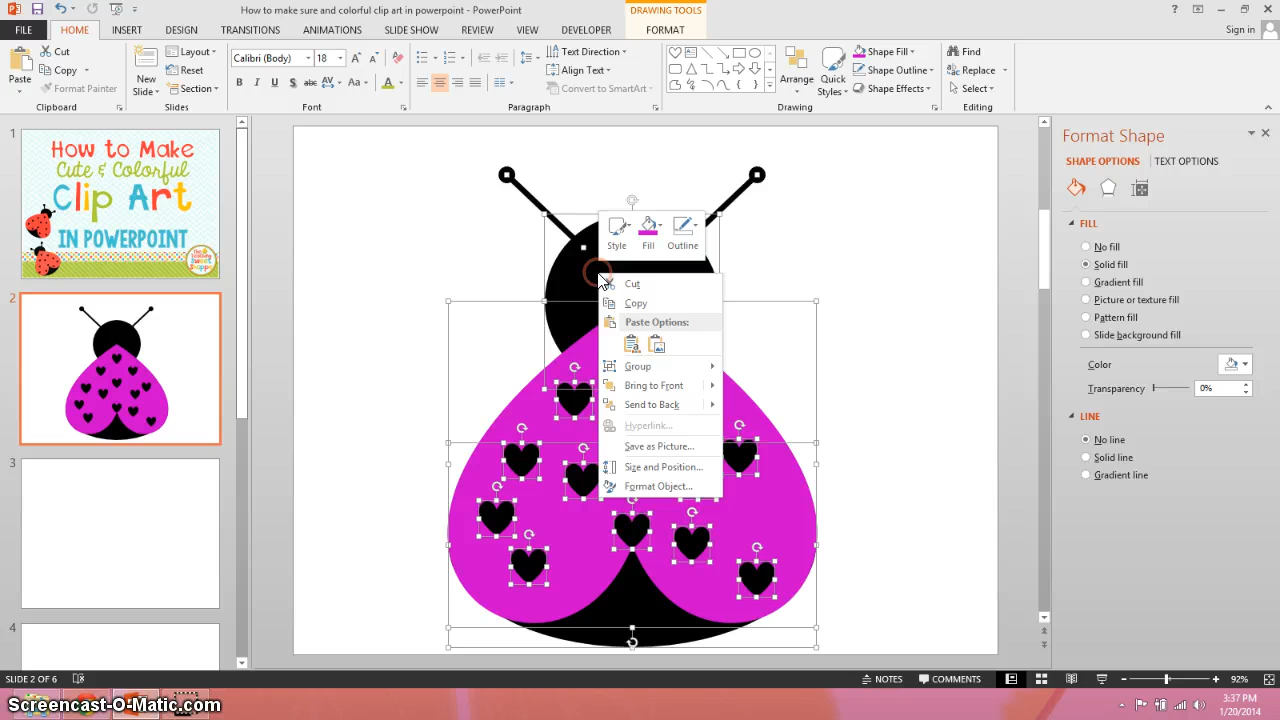 How to make sure and colorful clip art in powerpoint - PowerPoint
DRAWING TOOLS
Sign in
FILE HOME INSERT DESIGN TRANSITIONS ANIMATIONS SLIDE SHOW REVIEW VIEW DEVELOPER FORMAT
Paste
Cut
Copy
Format Painter
Clipboard
New
Slide
Layout
Reset
Section
Slides
Calibri (Body) 18
B I U S abc AV Aa A
Font
Text Direction
Align Text
Convert to SmartArt
Paragraph
Arrange
Quick
Styles
Shape Fill
Shape Outline
Shape Effects
Drawing
Find
Replace
Select
Editing
1
How to Make
Cute & Colorful
Clip Art
IN POWERPOINT
2
3
4
Style Fill Outline
Cut
Copy
Paste Options:
Group
Bring to Front
Send to Back
Hyperlink...
Save as Picture...
Size and Position...
Format Object...
Format Shape
SHAPE OPTIONS TEXT OPTIONS
FILL
No fill
Solid fill
Gradient fill
Picture or texture fill
Pattern fill
Slide background fill
Color
Transparency 0%
LINE
No line
Solid line
Gradient line
SLIDE 2 OF 6
NOTES COMMENTS 92%
Screencast-O-Matic.com
3:37 PM
1/20/2014